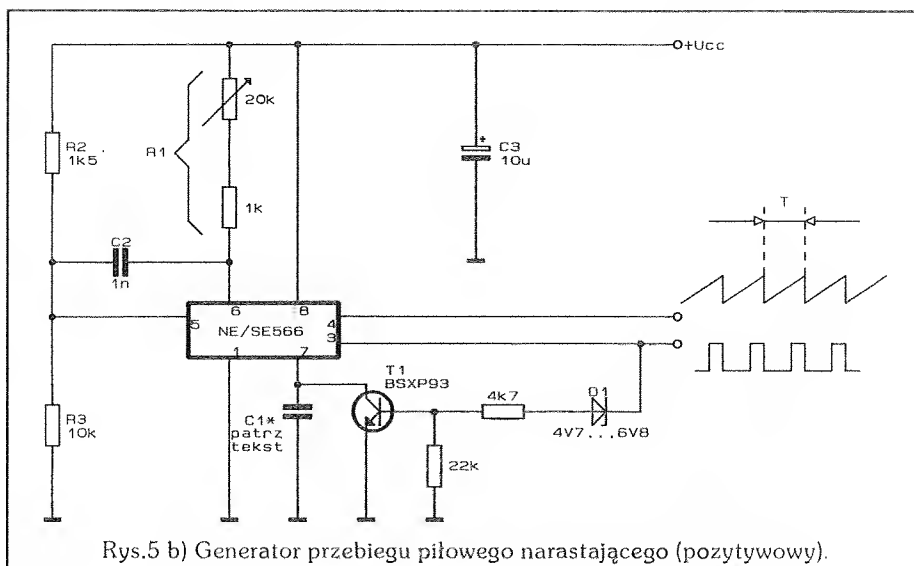 +Ucc
20k
R2
1k5
R1
1k
C3
+
10u
T
C2
1n
6
8
5
NE/SE566
4
3
1
7
T1
BSXP93
R3
10k
C1*
patrz
tekst
4k7
D1
4V7...6V8
22k
Rys.5 b) Generator przebiegu piłowego narastającego (pozytywowy).